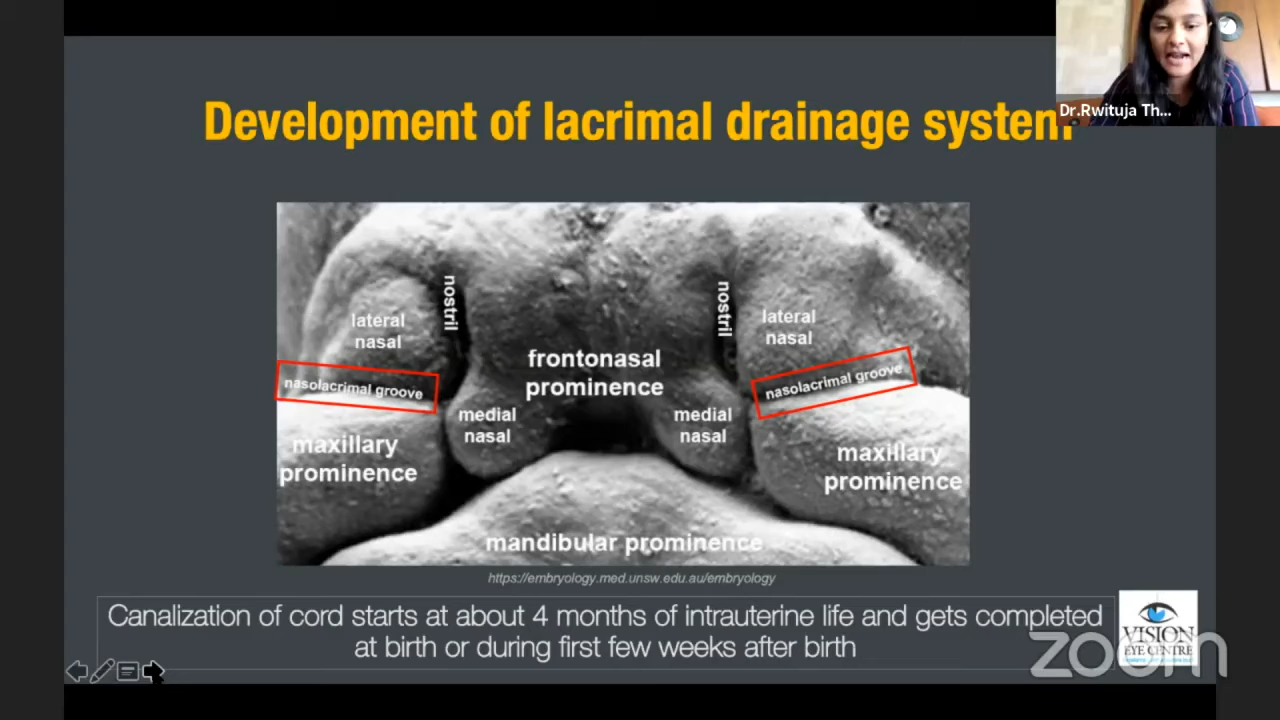 Dr.Rwituja Th...
Development of lacrimal drainage system
nostril
nostril
lateral
nasal
lateral
nasal
frontonasal
prominence
nasolacrimal groove
nasolacrimal groove
medial
nasal
medial
nasal
maxillary
prominence
maxillary
prominence
mandibular prominence
https://embryology.med.unsw.edu.au/embryology
Canalization of cord starts at about 4 months of intrauterine life and gets completed
at birth or during first few weeks after birth
VISION
EYE CENTRE
zoom